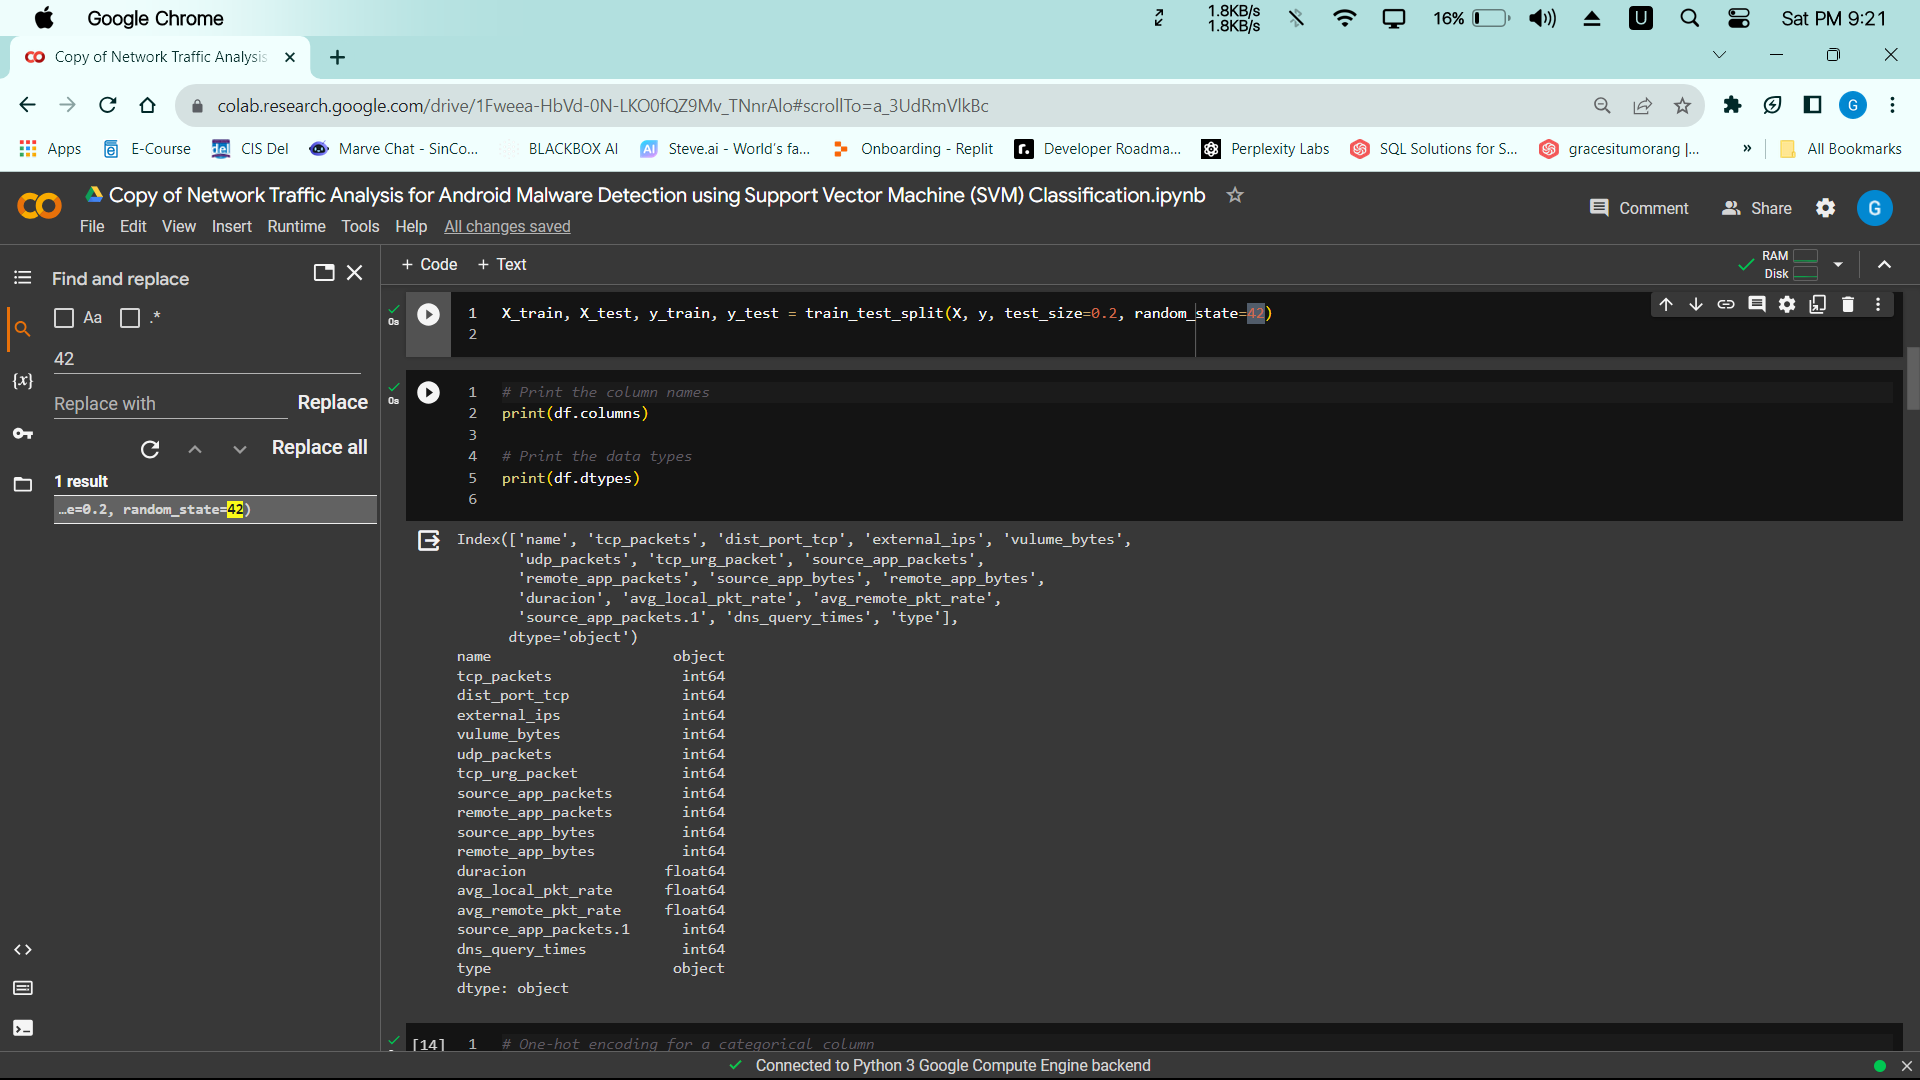 Google Chrome
1.8KB/s
1.8KB/s
16%
U
Sat PM 9:21
Copy of Network Traffic Analysis
colab.research.google.com/drive/1Fweea-HbVd-0N-LKO0fQZ9Mv_TNnrAlo#scrollTo=a_3UdRmVlkBc
G
Apps
E-Course
del CIS Del
Marve Chat - SinCo...
BLACKBOX AI
AI Steve.ai - World's fa...
Onboarding - Replit
r. Developer Roadma...
Perplexity Labs
SQL Solutions for S...
gracesitumorang |...
»
All Bookmarks
Copy of Network Traffic Analysis for Android Malware Detection using Support Vector Machine (SVM) Classification.ipynb
File Edit View Insert Runtime Tools Help All changes saved
Comment
Share
G
Find and replace
Aa
.*
42
Replace with
Replace
Replace all
1 result
…e=0.2, random_state=42)
{x}
+ Code + Text
RAM
Disk
0s
1 X_train, X_test, y_train, y_test = train_test_split(X, y, test_size=0.2, random_state=42)
2
0s
1 # Print the column names
2 print(df.columns)
3
4 # Print the data types
5 print(df.dtypes)
6
Index(['name', 'tcp_packets', 'dist_port_tcp', 'external_ips', 'vulume_bytes',
'udp_packets', 'tcp_urg_packet', 'source_app_packets',
'remote_app_packets', 'source_app_bytes', 'remote_app_bytes',
'duracion', 'avg_local_pkt_rate', 'avg_remote_pkt_rate',
'source_app_packets.1', 'dns_query_times', 'type'],
dtype='object')
name object
tcp_packets int64
dist_port_tcp int64
external_ips int64
vulume_bytes int64
udp_packets int64
tcp_urg_packet int64
source_app_packets int64
remote_app_packets int64
source_app_bytes int64
remote_app_bytes int64
duracion float64
avg_local_pkt_rate float64
avg_remote_pkt_rate float64
source_app_packets.1 int64
dns_query_times int64
type object
dtype: object
[14] 1 # One-hot encoding for a categorical column
Connected to Python 3 Google Compute Engine backend